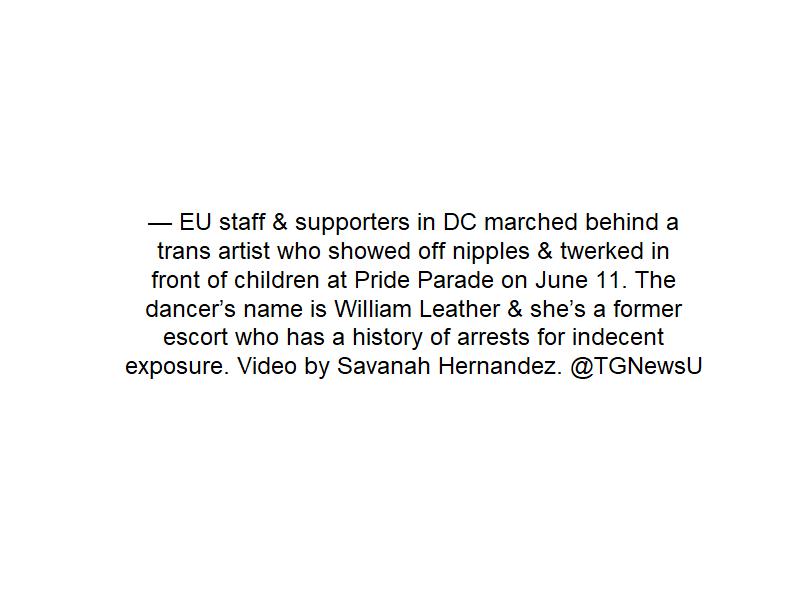 — EU staff & supporters in DC marched behind a
trans artist who showed off nipples & twerked in
front of children at Pride Parade on June 11. The
dancer’s name is William Leather & she’s a former
escort who has a history of arrests for indecent
exposure. Video by Savanah Hernandez. @TGNewsU